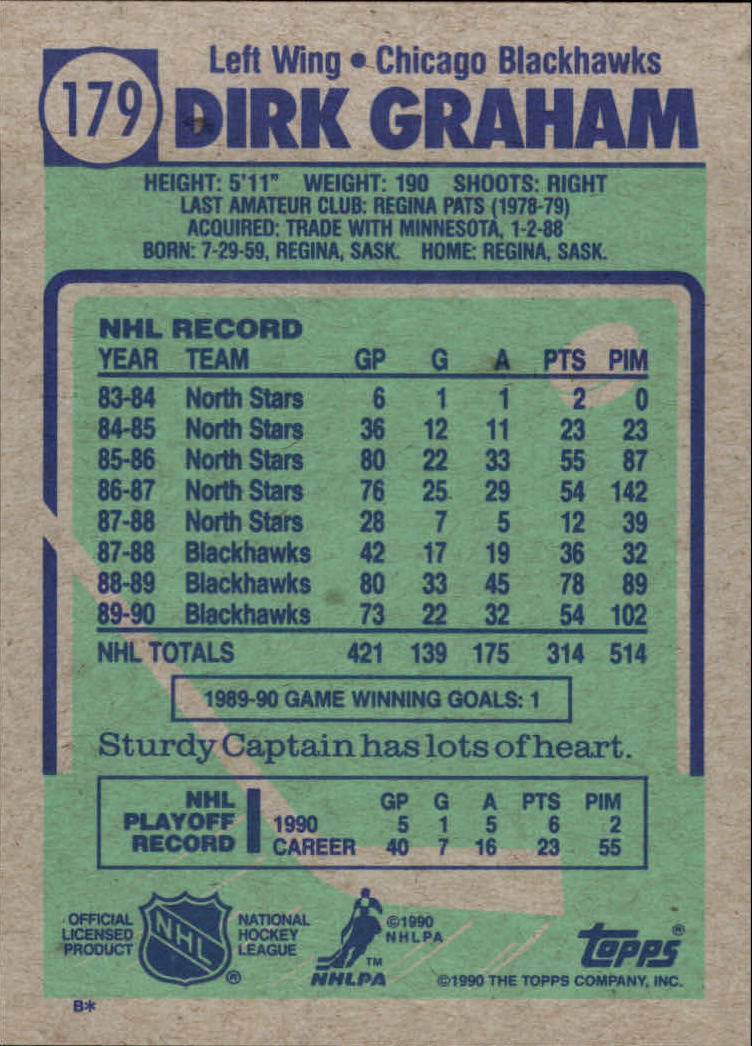 179
Left Wing • Chicago Blackhawks
DIRK GRAHAM
HEIGHT: 5'11" WEIGHT: 190 SHOOTS: RIGHT
LAST AMATEUR CLUB: REGINA PATS (1978-79)
ACQUIRED: TRADE WITH MINNESOTA, 1-2-88
BORN: 7-29-59, REGINA, SASK. HOME: REGINA, SASK.
NHL RECORD
YEAR TEAM GP G A PTS PIM
83-84 North Stars 6 1 1 2 0
84-85 North Stars 36 12 11 23 23
85-86 North Stars 80 22 33 55 87
86-87 North Stars 76 25 29 54 142
87-88 North Stars 28 7 5 12 39
87-88 Blackhawks 42 17 19 36 32
88-89 Blackhawks 80 33 45 78 89
89-90 Blackhawks 73 22 32 54 102
NHL TOTALS 421 139 175 314 514
1989-90 GAME WINNING GOALS: 1
Sturdy Captain has lots of heart.
NHL PLAYOFF RECORD
GP G A PTS PIM
1990 5 1 5 6 2
CAREER 40 7 16 23 55
OFFICIAL
LICENSED
PRODUCT
NHL
®
NATIONAL
HOCKEY
LEAGUE
©1990
NHLPA
TM
NHLPA
Topps®
©1990 THE TOPPS COMPANY, INC.
B*